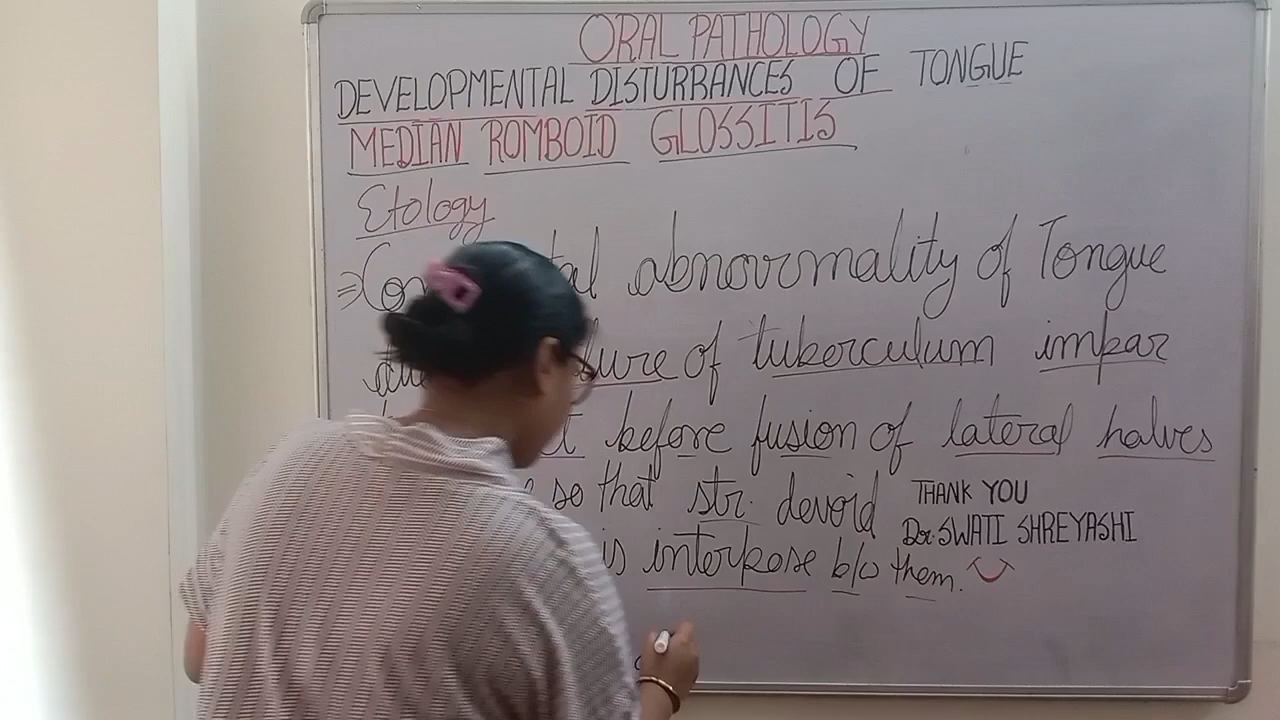 ORAL PATHOLOGY
DEVELOPMENTAL DISTURBANCES OF TONGUE
MEDIAN ROMBOID GLOSSITIS
Etology
abnormality of Tongue
of tuberculum impar
before fusion of lateral halves
so that str. devoid
is interpose b/w them.
THANK YOU
Dr. SWATI SHREYASHI